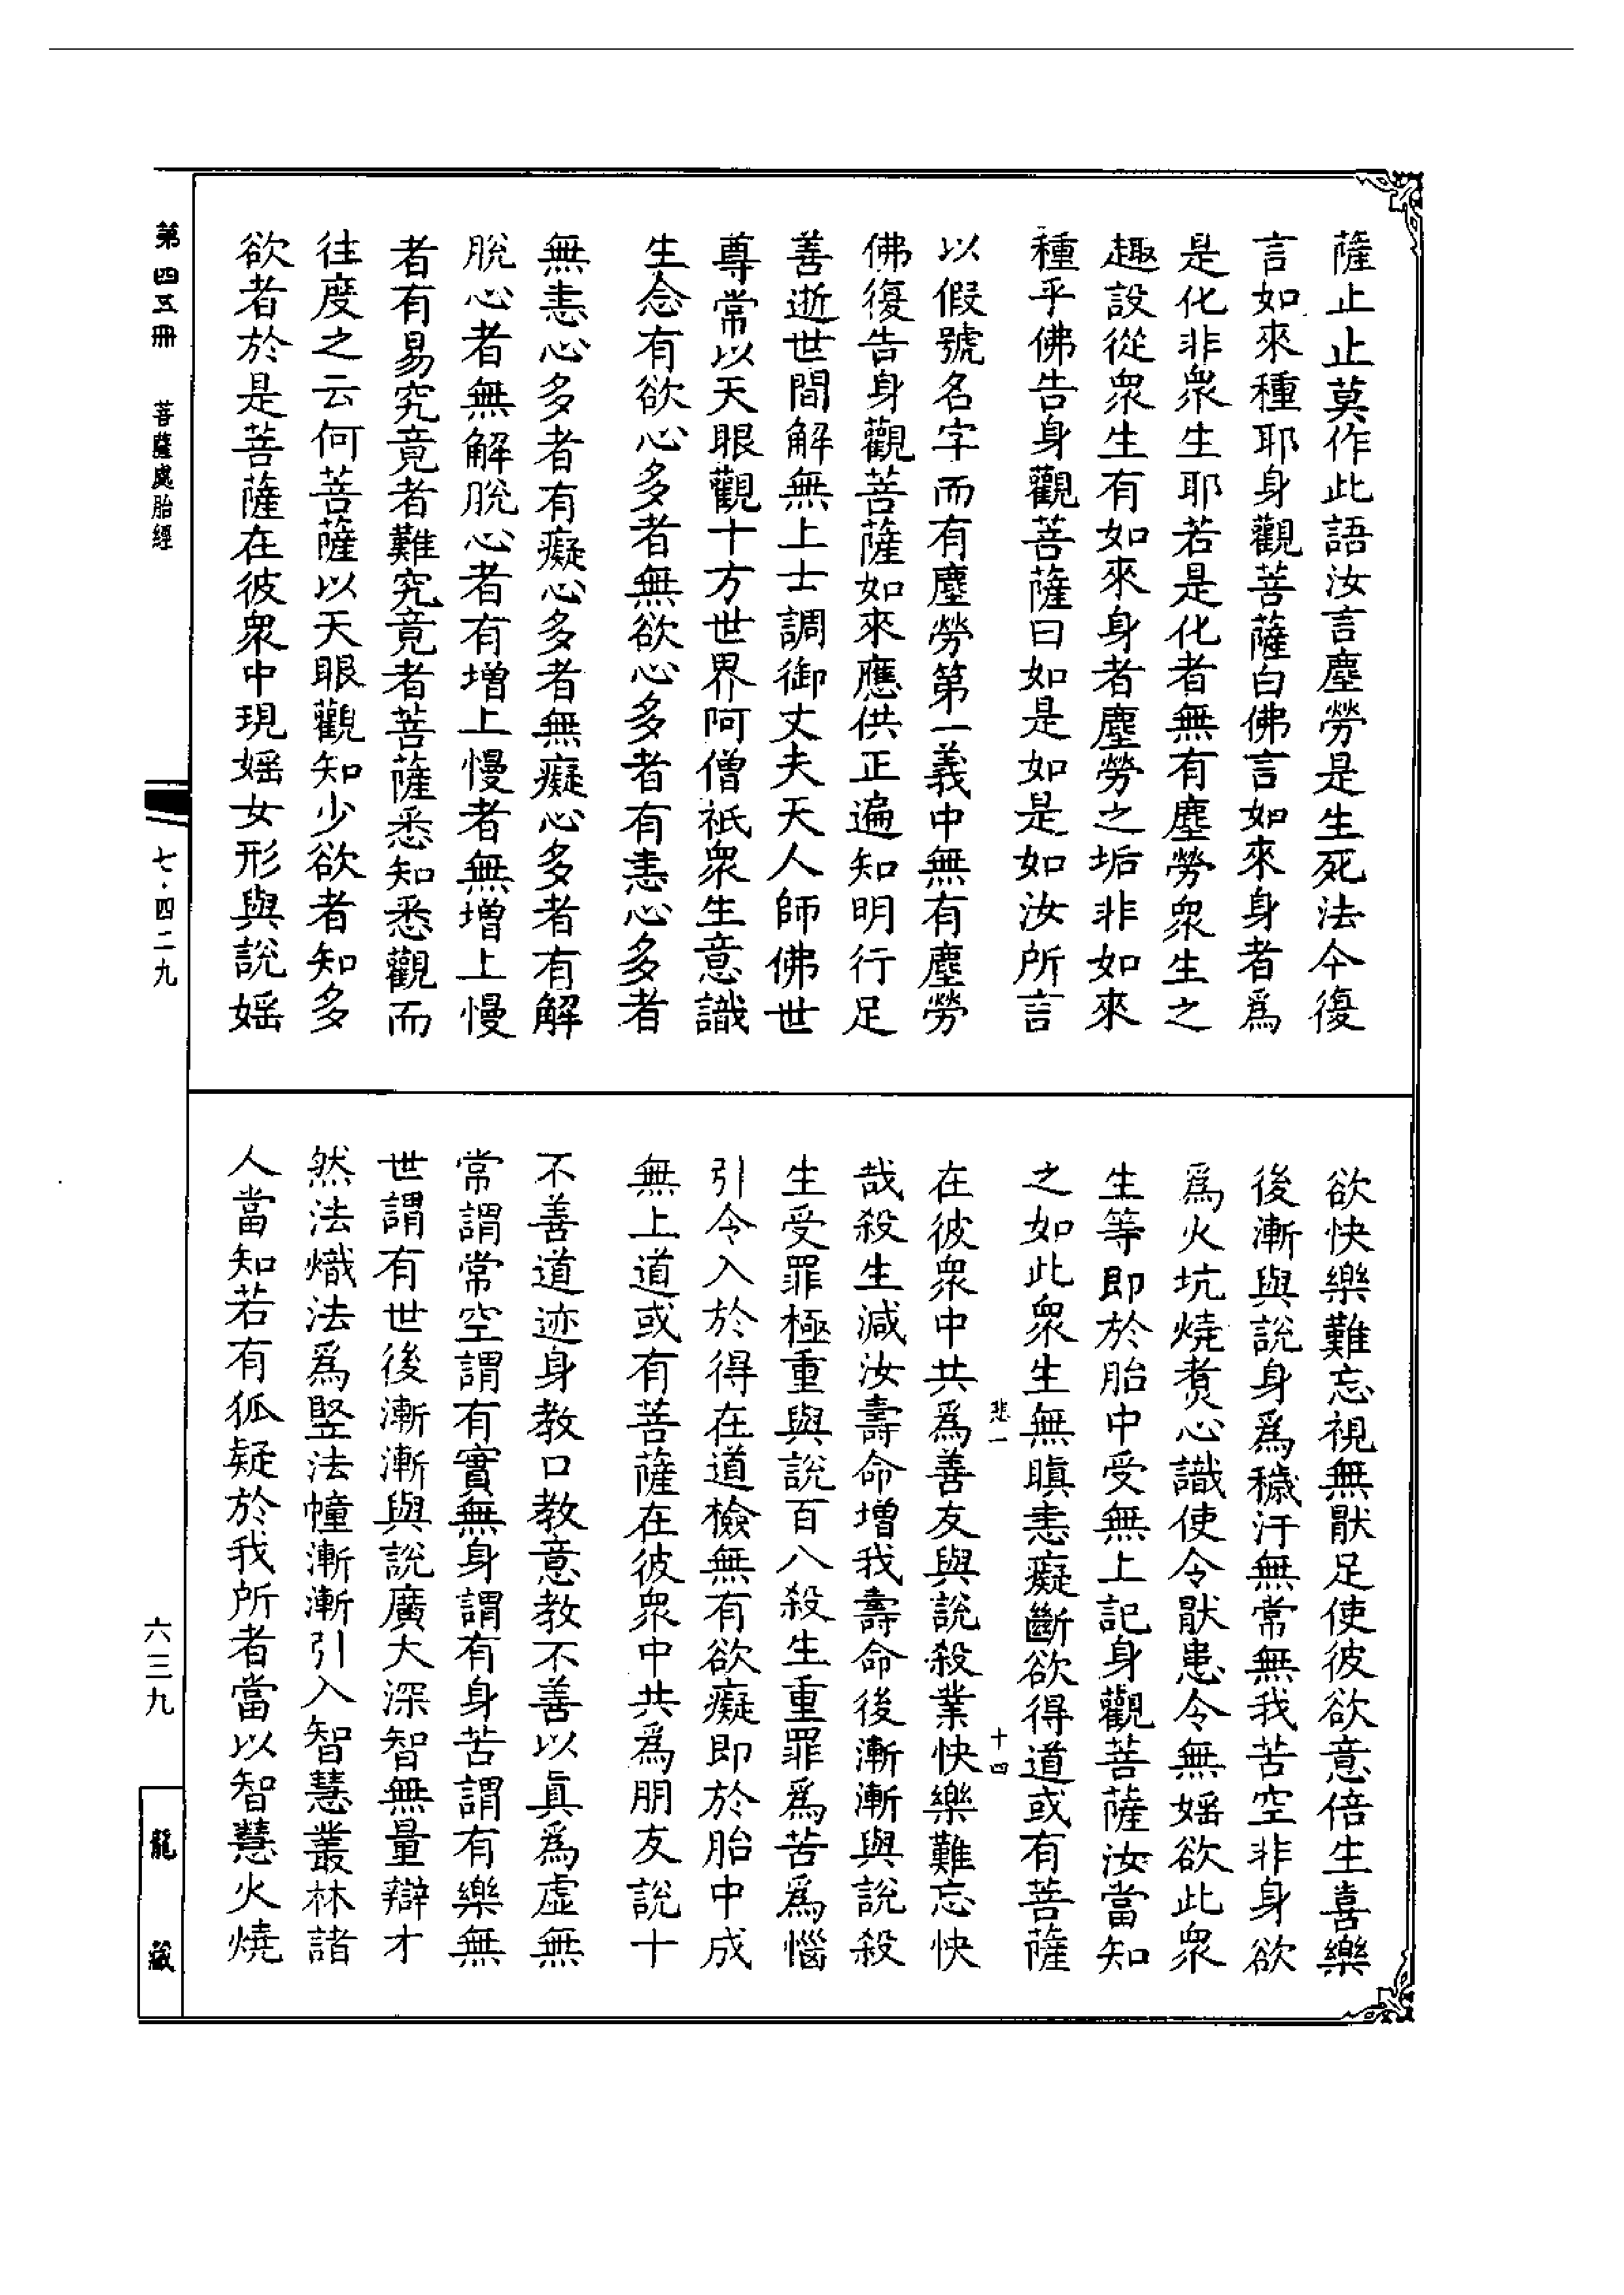 薩止止莫作此語汝言塵勞是生死法今復
言如來種耶身觀菩薩白佛言如來身者爲
是化非衆生耶若是化者無有塵勞衆生之
趣設從衆生有如來身者塵勞之垢非如來
種乎佛告身觀菩薩曰如是如是如汝所言
以假號名字而有塵勞第一義中無有塵勞
佛復告身觀菩薩如來應供正遍知明行足
善逝世間解無上士調御丈夫天人師佛世
尊常以天眼觀十方世界阿僧祇衆生意識
生念有欲心多者無欲心多者有恚心多者
無恚心多者有癡心多者無癡心多者有解
脫心者無解脫心者有增上慢者無增上慢
者有易究竟者難究竟者菩薩悉知悉觀而
往度之云何菩薩以天眼觀知少欲者知多
欲者於是菩薩在彼衆中現婬女形與說婬
欲快樂難忘視無猒足使彼欲意倍生喜樂
後漸與說身爲穢汙無常無我苦空非身欲
爲火坑燒煑心識使令猒患令無婬欲此衆
生等即於胎中受無上記身觀菩薩汝當知
之如此衆生無瞋恚癡斷欲得道或有菩薩
悲一 十四
在彼衆中共爲善友與說殺業快樂難忘快
哉殺生減汝壽命增我壽命後漸漸與說殺
生受罪極重與說百八殺生重罪爲苦爲惱
引令入於得在道檢無有欲癡即於胎中成
無上道或有菩薩在彼衆中共爲朋友說十
不善道迹身教口教意教不善以眞爲虛無
常謂常空謂有實無身謂有身苦謂有樂無
世謂有世後漸漸與說廣大深智無量辯才
然法熾法爲竪法幢漸漸引入智慧叢林諸
人當知若有狐疑於我所者當以智慧火燒
第四三冊 菩薩處胎經 七·四二九 六三九 龍藏